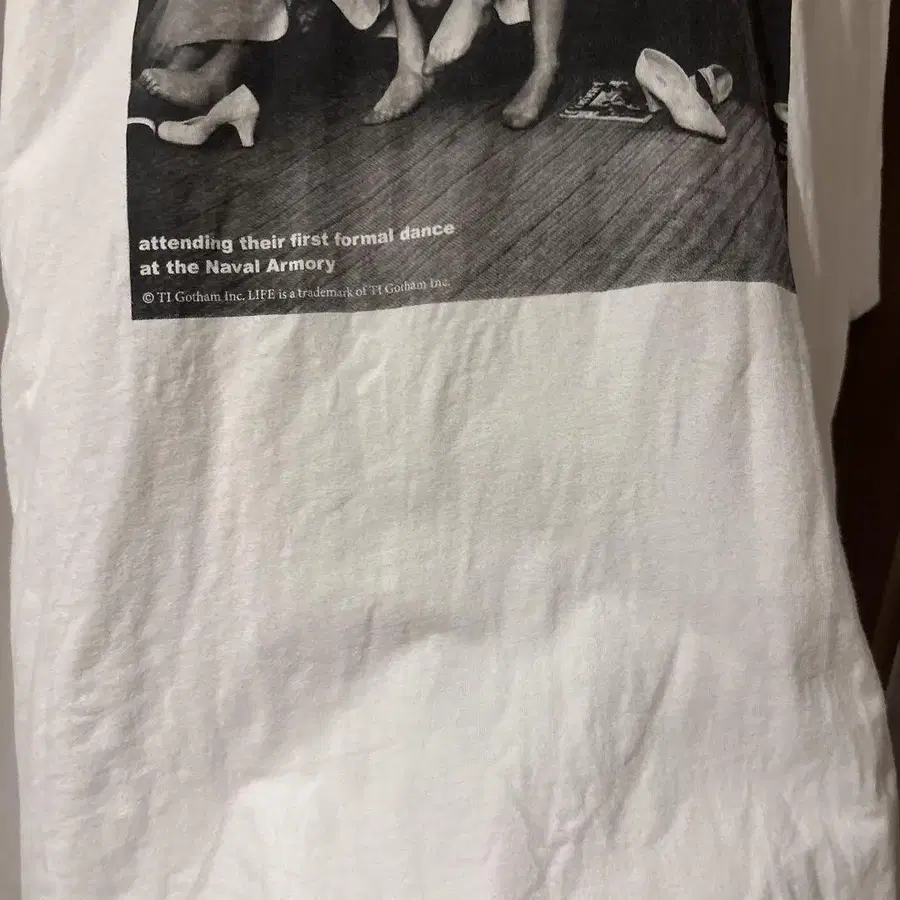 attending their first formal dance
at the Naval Armory
© TI Gotham Inc. LIFE is a trademark of TI Gotham Inc.